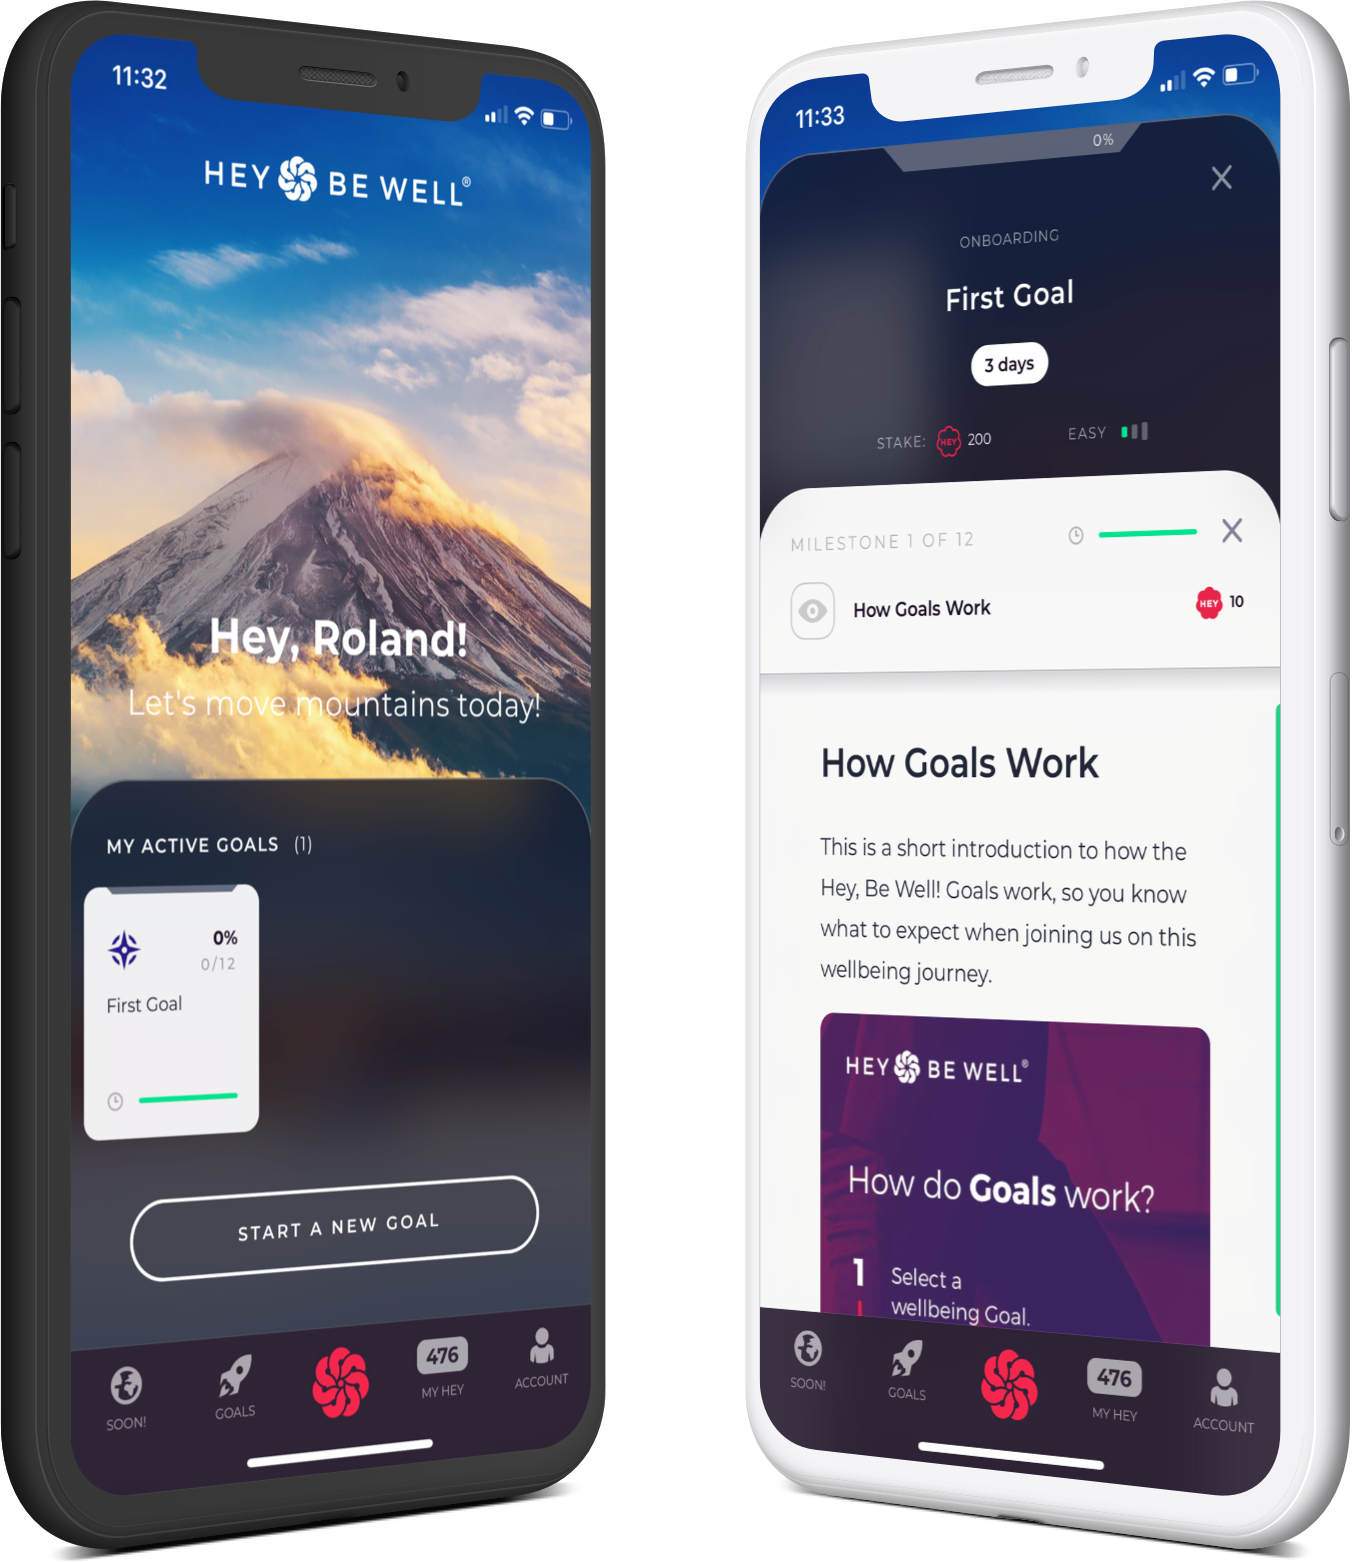 11:32
HEY BE WELL®
Hey, Roland!
Let's move mountains today!
MY ACTIVE GOALS (1)
0%
0/12
First Goal
START A NEW GOAL
SOON!
GOALS
476
MY HEY
ACCOUNT
11:33
0%
ONBOARDING
First Goal
3 days
STAKE: HEY 200
EASY
MILESTONE 1 OF 12
How Goals Work
HEY 10
How Goals Work
This is a short introduction to how the
Hey, Be Well! Goals work, so you know
what to expect when joining us on this
wellbeing journey.
HEY BE WELL®
How do Goals work?
1 Select a
wellbeing Goal.
SOON!
GOALS
476
MY HEY
ACCOUNT